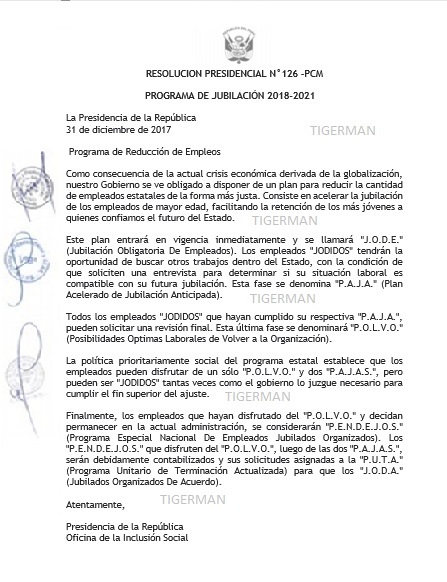 RESOLUCION PRESIDENCIAL N°126 -PCM
PROGRAMA DE JUBILACIÓN 2018-2021
La Presidencia de la República
31 de diciembre de 2017
TIGERMAN
Programa de Reducción de Empleos
Como consecuencia de la actual crisis económica derivada de la globalización,
nuestro Gobierno se ve obligado a disponer de un plan para reducir la cantidad
de empleados estatales de la forma más justa. Consiste en acelerar la jubilación
de los empleados de mayor edad, facilitando la retención de los más jóvenes a
quienes confiamos el futuro del Estado.
TIGERMAN
Este plan entrará en vigencia inmediatamente y se llamará "J.O.D.E."
(Jubilación Obligatoria De Empleados). Los empleados "JODIDOS" tendrán la
oportunidad de buscar otros trabajos dentro del Estado, con la condición de
que soliciten una entrevista para determinar si su situación laboral es
compatible con su futura jubilación. Esta fase se denomina "P.A.J.A." (Plan
Acelerado de Jubilación Anticipada).
TIGERMAN
Todos los empleados "JODIDOS" que hayan cumplido su respectiva "P.A.J.A.",
pueden solicitar una revisión final. Esta última fase se denominará "P.O.L.V.O."
(Posibilidades Optimas Laborales de Volver a la Organización).
La política prioritariamente social del programa estatal establece que los
empleados pueden disfrutar de un sólo "P.O.L.V.O." y dos "P.A.J.A.S.", pero
pueden ser "JODIDOS" tantas veces como el gobierno lo juzgue necesario para
cumplir el fin superior del ajuste.
TIGERMAN
Finalmente, los empleados que hayan disfrutado del "P.O.L.V.O." y decidan
permanecer en la actual administración, se considerarán "P.E.N.D.E.J.O.S."
(Programa Especial Nacional De Empleados Jubilados Organizados). Los
"P.E.N.D.E.J.O.S." que disfruten del "P.O.L.V.O.", luego de las dos "P.A.J.A.S.",
serán debidamente contabilizados y sus solicitudes asignadas a la "P.U.T.A."
(Programa Unitario de Terminación Actualizada) para que los "J.O.D.A."
(Jubilados Organizados De Acuerdo).
TIGERMAN
Atentamente,
Presidencia de la República
Oficina de la Inclusión Social